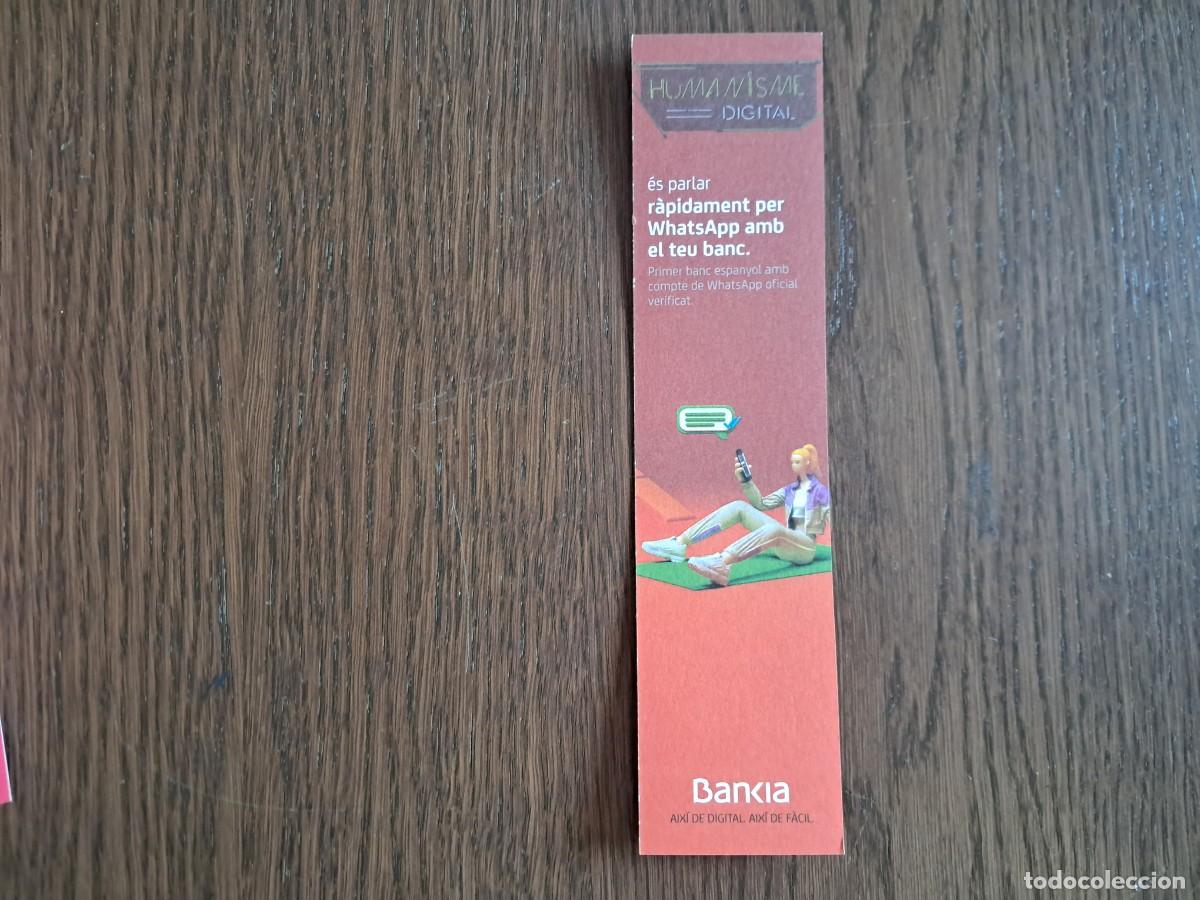 HUMANISME
DIGITAL
és parlar
ràpidament per
WhatsApp amb
el teu banc.
Primer banc espanyol amb
compte de WhatsApp oficial
verificat.
Bankia
AIXÍ DE DIGITAL. AIXÍ DE FÀCIL.
todocoleccion